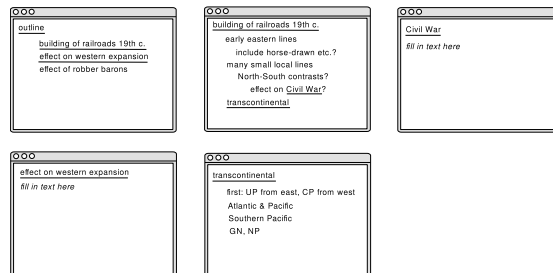 outline
building of railroads 19th c.
effect on western expansion
effect of robber barons
building of railroads 19th c.
early eastern lines
include horse-drawn etc.?
many small local lines
North-South contrasts?
effect on Civil War?
transcontinental
Civil War
fill in text here
effect on western expansion
fill in text here
transcontinental
first: UP from east, CP from west
Atlantic & Pacific
Southern Pacific
GN, NP